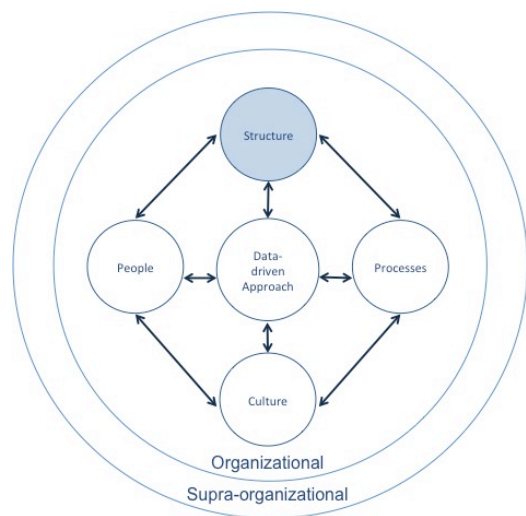 Structure
People
Data-
driven
Approach
Processes
Culture
Organizational
Supra-organizational